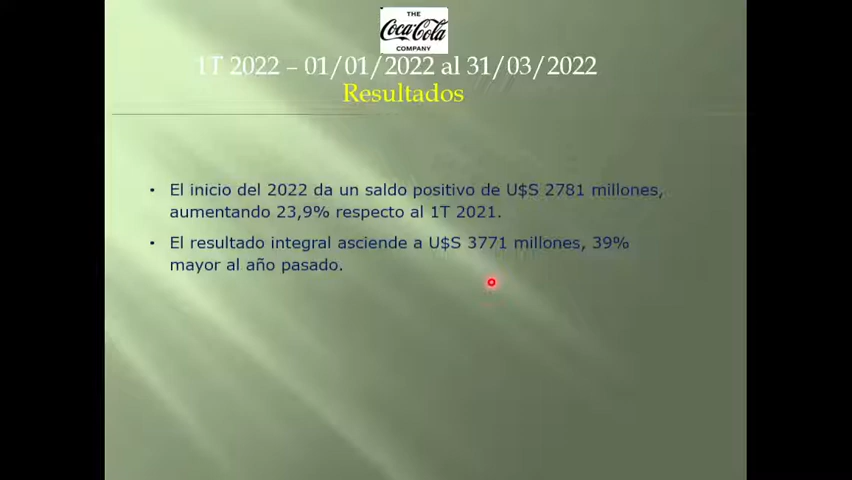 THE
Coca-Cola
COMPANY
1T 2022 – 01/01/2022 al 31/03/2022
Resultados
• El inicio del 2022 da un saldo positivo de U$S 2781 millones,
aumentando 23,9% respecto al 1T 2021.
• El resultado integral asciende a U$S 3771 millones, 39%
mayor al año pasado.